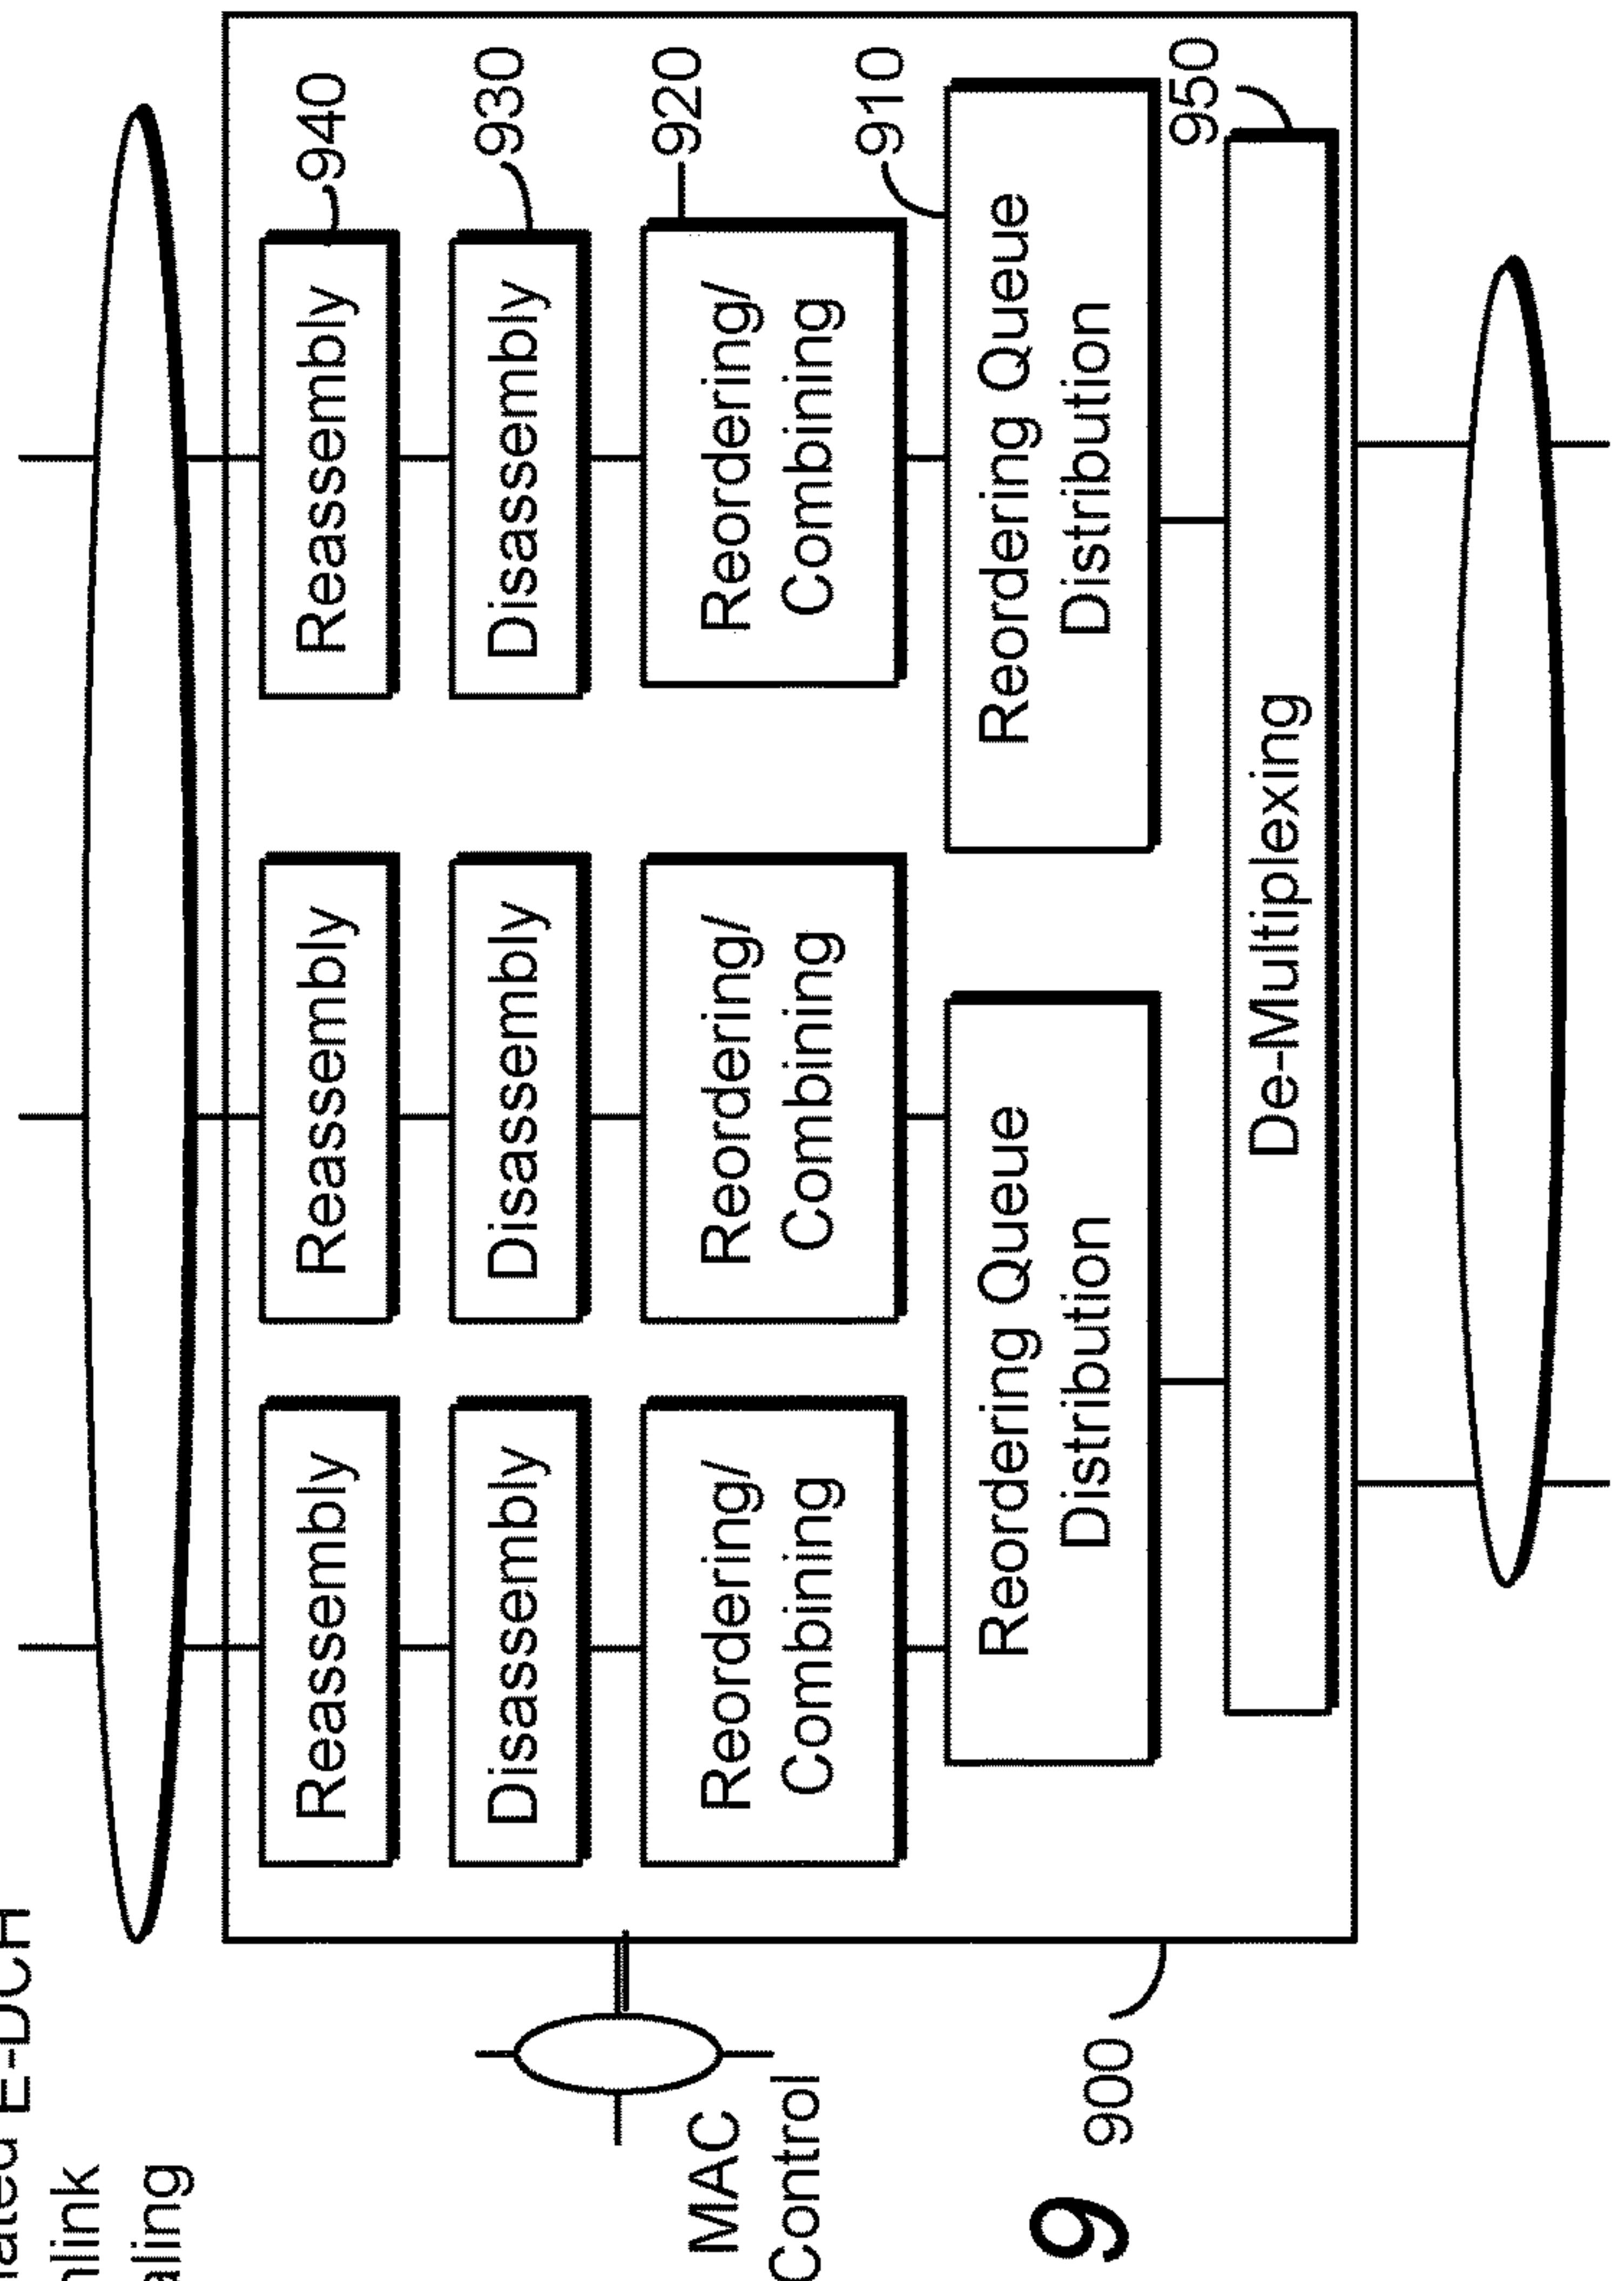 E-DCH
Reassembly
Reassembly
Reassembly
940
Disassembly
Disassembly
Disassembly
930
MAC
Control
Reordering/
Combining
Reordering/
Combining
Reordering/
Combining
920
Reordering Queue
Distribution
Reordering Queue
Distribution
910
De-Multiplexing
950
900
9